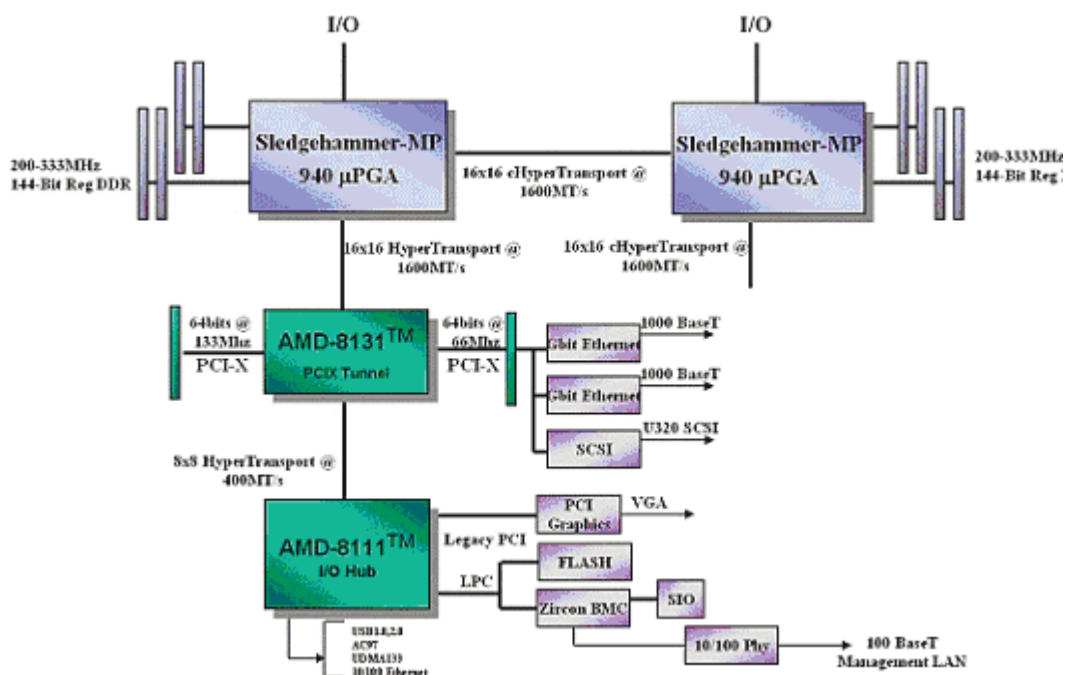 I/O
I/O
Sledgehammer-MP
940 µPGA
Sledgehammer-MP
940 µPGA
200-333MHz
144-Bit Reg DDR
16x16 cHyperTransport @
1600MT/s
200-333MHz
144-Bit Reg
16x16 HyperTransport @
1600MT/s
16x16 cHyperTransport @
1600MT/s
64bits @
133Mhz
PCI-X
AMD-8131™
PCIX Tunnel
64bits @
66Mhz
PCI-X
Gbit Ethernet
1000 BaseT
Gbit Ethernet
1000 BaseT
SCSI
U320 SCSI
8x8 HyperTransport @
400MT/s
AMD-8111™
I/O Hub
Legacy PCI
PCI
Graphics
VGA
LPC
FLASH
Zircon BMC
SIO
10/100 Phy
100 BaseT
Management LAN
USB1.0,2.0
AC97
UDMA133
10/100 Ethernet